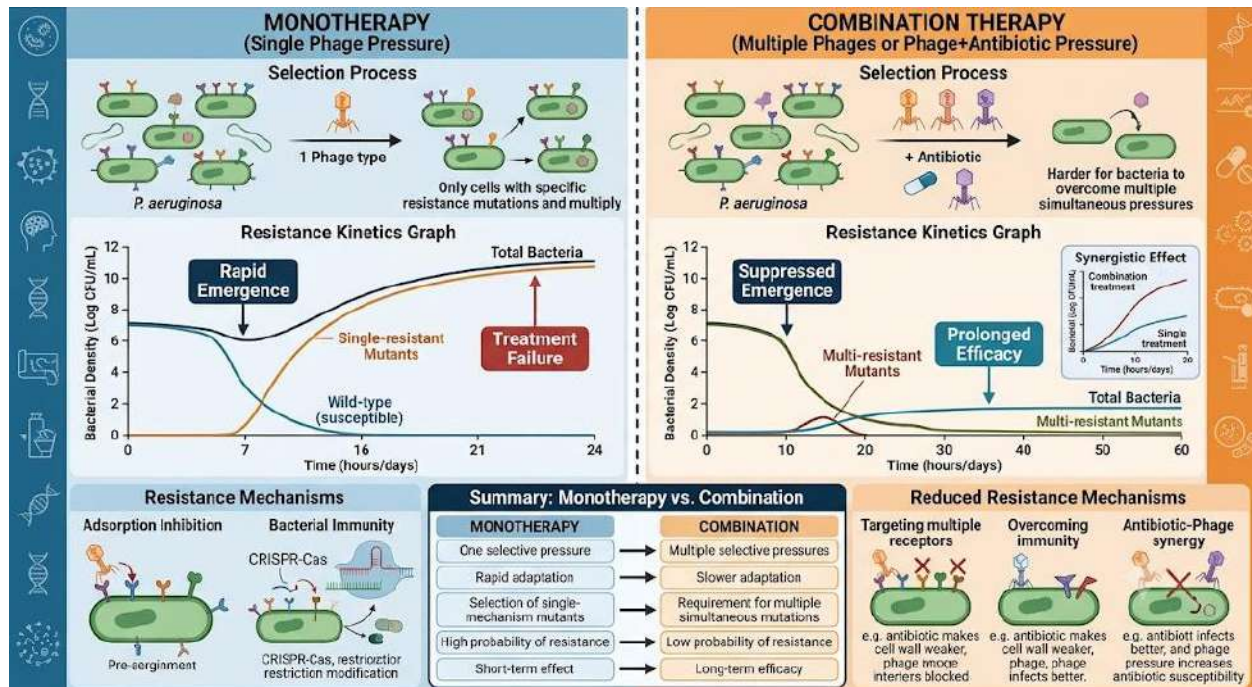 MONOTHERAPY
(Single Phage Pressure)
Selection Process
1 Phage type
P. aeruginosa
Only cells with specific
resistance mutations and multiply
Resistance Kinetics Graph
Bacterial Density (Log CFU/mL)
12
10
8
6
4
2
0
Rapid
Emergence
Total Bacteria
Single-resistant
Mutants
Treatment
Failure
Wild-type
(susceptible)
0 7 16 21 24
Time (hours/days)
COMBINATION THERAPY
(Multiple Phages or Phage+Antibiotic Pressure)
Selection Process
+ Antibiotic
P. aeruginosa
Harder for bacteria to
overcome multiple
simultaneous pressures
Resistance Kinetics Graph
Bacterial Density (Log CFU/mL)
12
10
8
6
4
2
0
Suppressed
Emergence
Multi-resistant
Mutants
Prolonged
Efficacy
Total Bacteria
Multi-resistant Mutants
0 10 20 30 40 50 60
Time (hours/days)
Synergistic Effect
Combination
treatment
Single
treatment
0 10 20
Time (hours/days)
Resistance Mechanisms
Adsorption Inhibition
Pre-aerginment
Bacterial Immunity
CRISPR-Cas
CRISPR-Cas, restrioztior
restriction modification
Summary: Monotherapy vs. Combination
MONOTHERAPY COMBINATION
One selective pressure Multiple selective pressures
Rapid adaptation Slower adaptation
Selection of single-
mechanism mutants
Requirement for multiple
simultaneous mutations
High probability of resistance Low probability of resistance
Short-term effect Long-term efficacy
Reduced Resistance Mechanisms
Targeting multiple
receptors
e.g. antibiotic makes
cell wall weaker,
phage blocked
Overcoming
immunity
e.g. antibiotic makes
cell wall weaker,
phage, phage
infects better.
Antibiotic-Phage
synergy
e.g. antibiott infects
better, and phage
pressure increases
antibiotic susceptibility